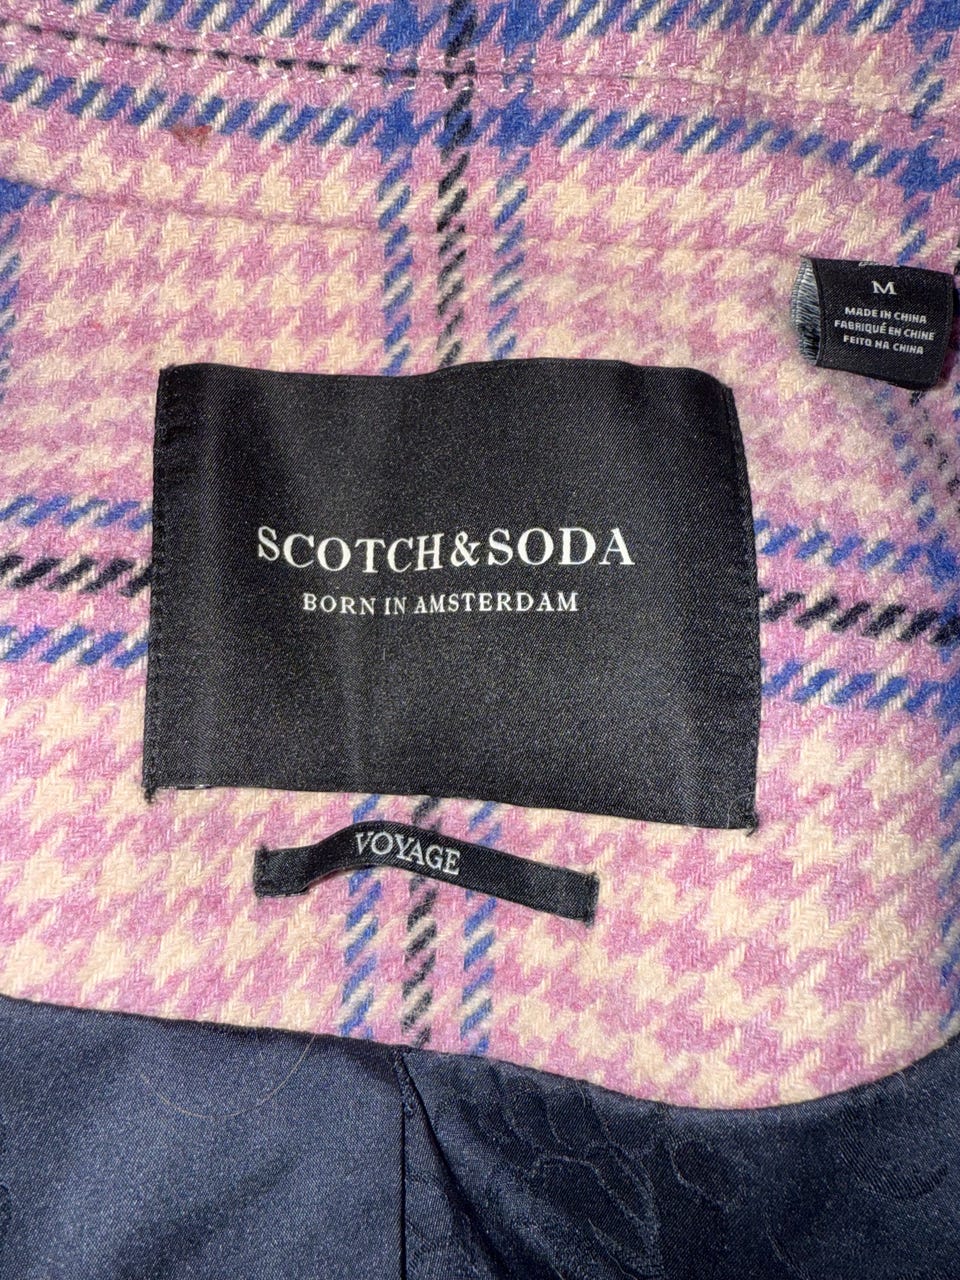 M
MADE IN CHINA
FABRIQUÉ EN CHINE
FEITO NA CHINA
SCOTCH & SODA
BORN IN AMSTERDAM
VOYAGE